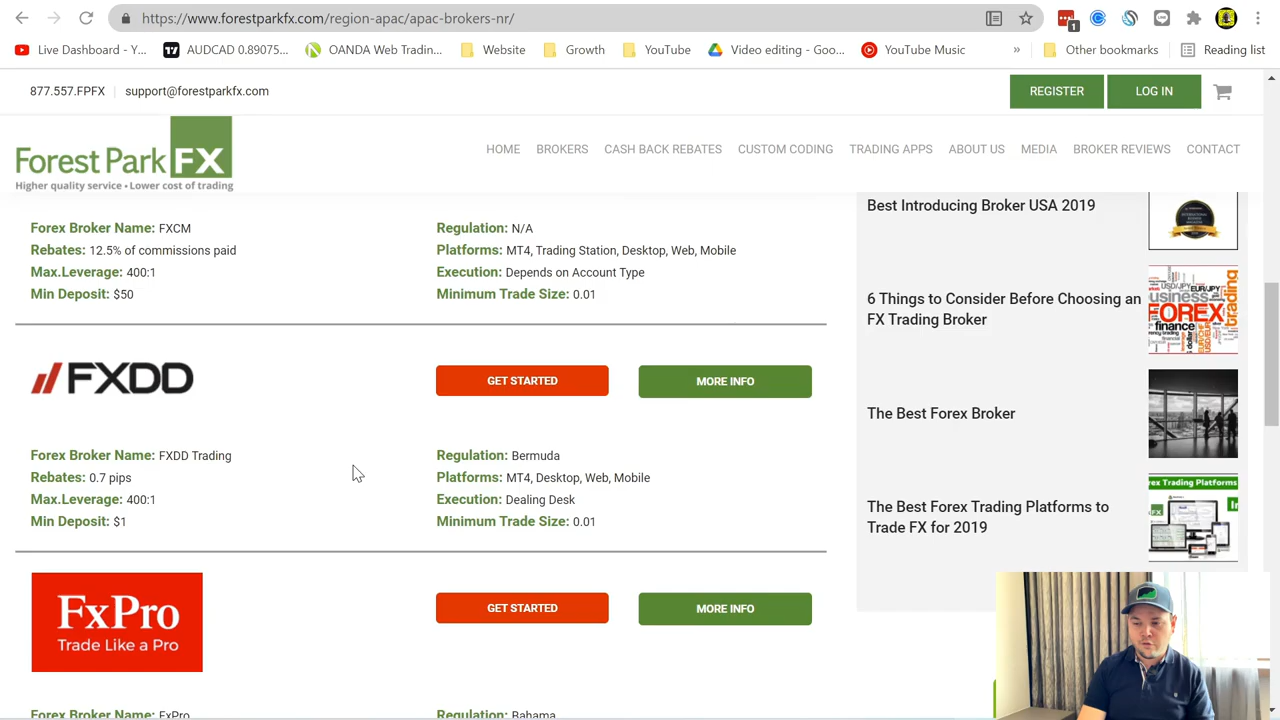 https://www.forestparkfx.com/region-apac/apac-brokers-nr/
1
Live Dashboard - Y...
AUDCAD 0.89075...
OANDA Web Tradin...
Website
Growth
YouTube
Video editing - Goo...
YouTube Music
»
Other bookmarks
Reading list
877.557.FPFX
support@forestparkfx.com
REGISTER
LOG IN
Forest Park FX
Higher quality service • Lower cost of trading
HOME
BROKERS
CASH BACK REBATES
CUSTOM CODING
TRADING APPS
ABOUT US
MEDIA
BROKER REVIEWS
CONTACT
Forex Broker Name: FXCM
Rebates: 12.5% of commissions paid
Max.Leverage: 400:1
Min Deposit: $50
Regulation: N/A
Platforms: MT4, Trading Station, Desktop, Web, Mobile
Execution: Depends on Account Type
Minimum Trade Size: 0.01
FXDD
GET STARTED
MORE INFO
Forex Broker Name: FXDD Trading
Rebates: 0.7 pips
Max.Leverage: 400:1
Min Deposit: $1
Regulation: Bermuda
Platforms: MT4, Desktop, Web, Mobile
Execution: Dealing Desk
Minimum Trade Size: 0.01
FxPro
Trade Like a Pro
GET STARTED
MORE INFO
Forex Broker Name: FxPro
Regulation: Bahama
Best Introducing Broker USA 2019
6 Things to Consider Before Choosing an
FX Trading Broker
The Best Forex Broker
The Best Forex Trading Platforms to
Trade FX for 2019
business
FOREX
finance
rex Trading Platforms